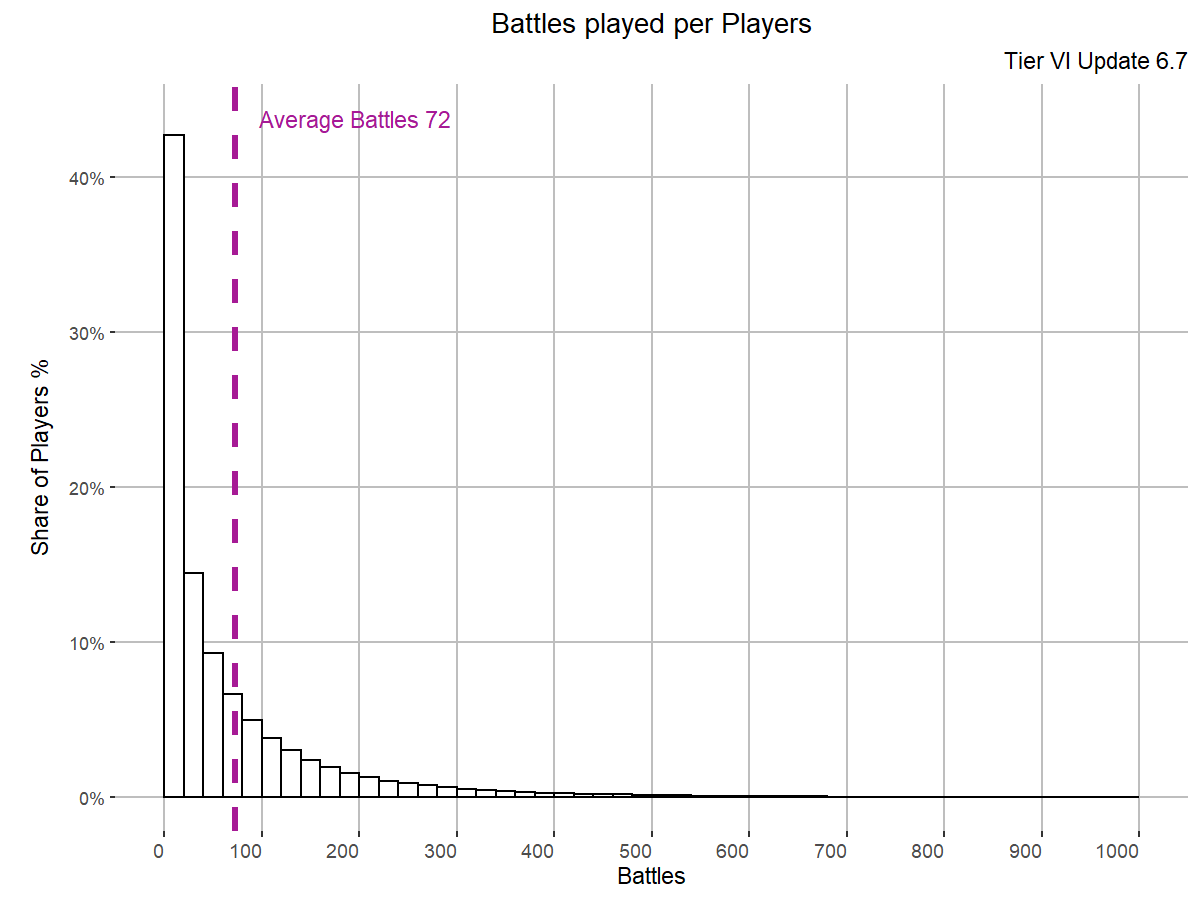 Battles played per Players
Tier VI Update 6.7
Average Battles 72
40%
30%
20%
10%
0%
Share of Players %
0 100 200 300 400 500 600 700 800 900 1000
Battles